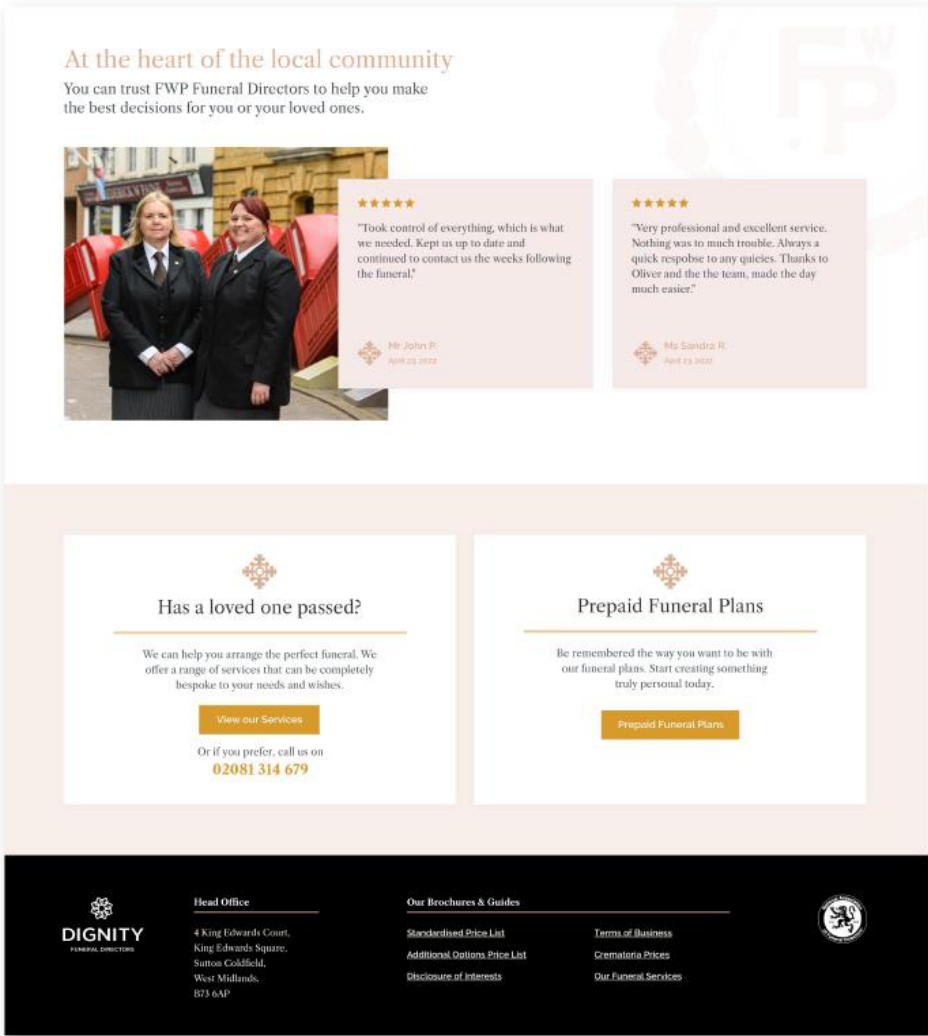 At the heart of the local community
You can trust FWP Funeral Directors to help you make
the best decisions for you or your loved ones.
FWP
"Took control of everything, which is what
we needed. Kept us up to date and
continued to contact us the weeks following
the funeral."
Mr John P.
April 23, 2022
"Very professional and excellent service.
Nothing was to much trouble. Always a
quick respobse to any quieies. Thanks to
Oliver and the the team, made the day
much easier."
Ms Sandra R.
April 23, 2022
Has a loved one passed?
We can help you arrange the perfect funeral. We
offer a range of services that can be completely
bespoke to your needs and wishes.
View our Services
Or if you prefer, call us on
02081 314 679
Prepaid Funeral Plans
Be remembered the way you want to be with
our funeral plans. Start creating something
truly personal today.
Prepaid Funeral Plans
DIGNITY
FUNERAL DIRECTORS
Head Office
4 King Edwards Court,
King Edwards Square,
Sutton Coldfield,
West Midlands,
B73 6AP
Our Brochures & Guides
Standardised Price List
Additional Options Price List
Disclosure of Interests
Terms of Business
Crematoria Prices
Our Funeral Services